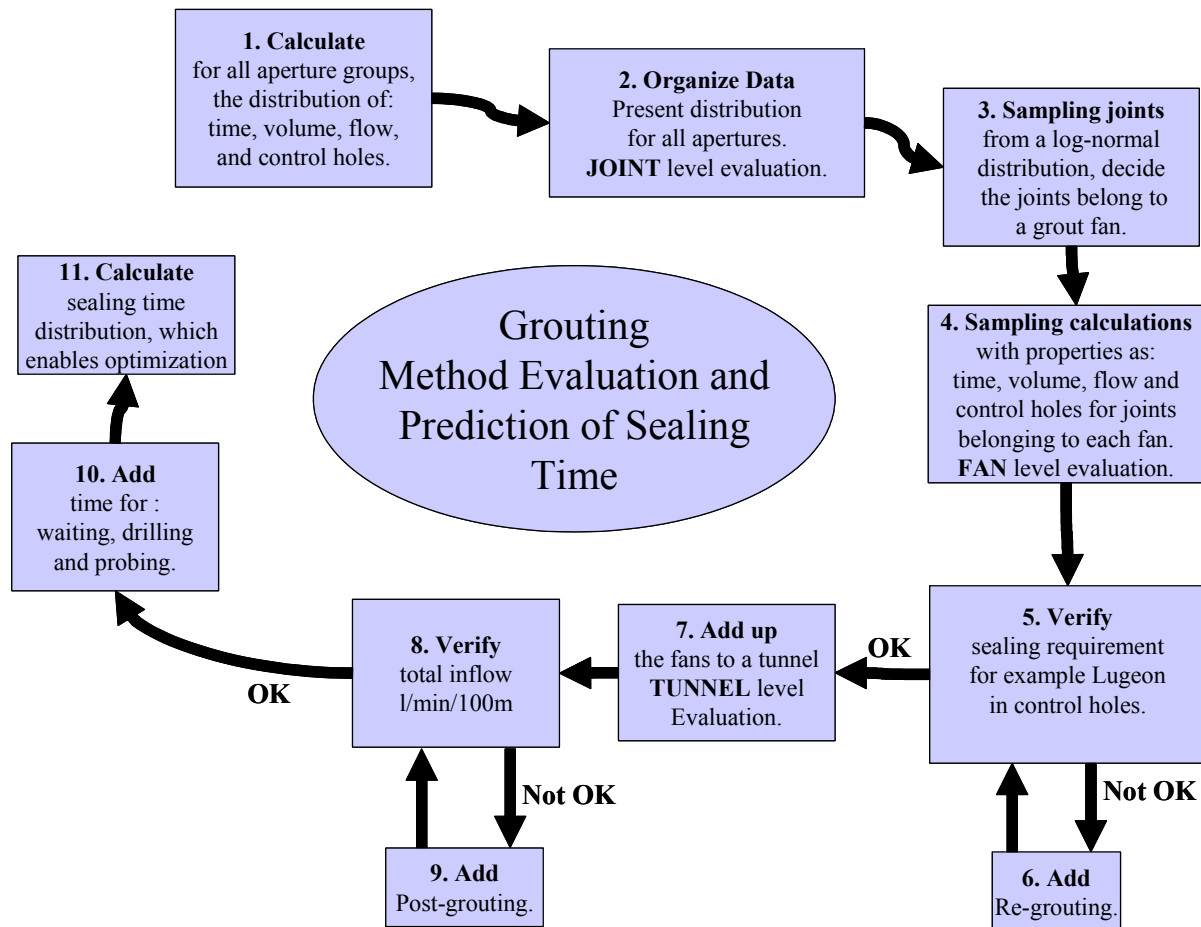 1. Calculate
for all aperture groups,
the distribution of:
time, volume, flow,
and control holes.
2. Organize Data
Present distribution
for all apertures.
JOINT level evaluation.
3. Sampling joints
from a log-normal
distribution, decide
the joints belong to
a grout fan.
4. Sampling calculations
with properties as:
time, volume, flow and
control holes for joints
belonging to each fan.
FAN level evaluation.
5. Verify
sealing requirement
for example Lugeon
in control holes.
Not OK
6. Add
Re-grouting.
OK
7. Add up
the fans to a tunnel
TUNNEL level
Evaluation.
8. Verify
total inflow
l/min/100m
Not OK
9. Add
Post-grouting.
OK
10. Add
time for :
waiting, drilling
and probing.
11. Calculate
sealing time
distribution, which
enables optimization
Grouting
Method Evaluation and
Prediction of Sealing
Time